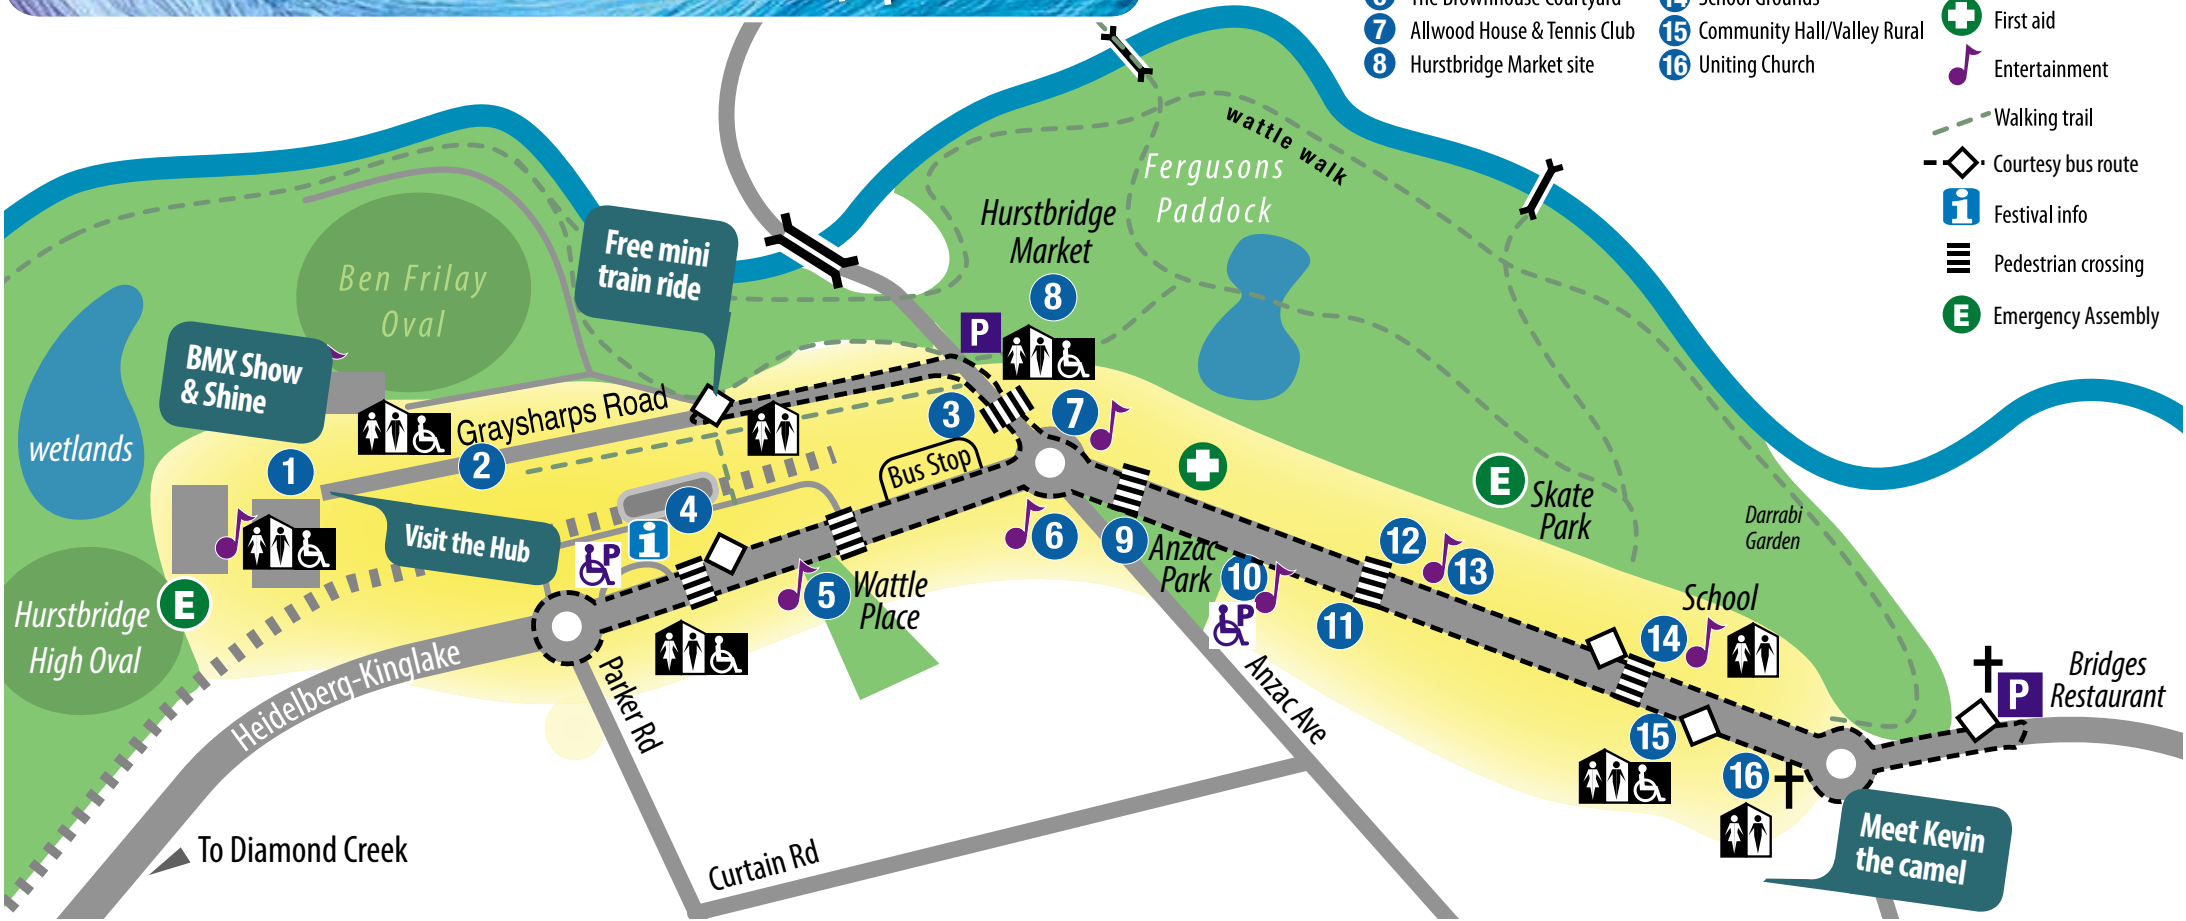 6 The Brownhouse Courtyard
7 Allwood House & Tennis Club
8 Hurstbridge Market site
14 School Grounds
15 Community Hall/Valley Rural
16 Uniting Church
First aid
Entertainment
Walking trail
Courtesy bus route
i Festival info
Pedestrian crossing
E Emergency Assembly
wattle walk
Fergusons
Paddock
Hurstbridge
Market
8
P
Free mini
train ride
Ben Frilay
Oval
BMX Show
& Shine
wetlands
Graysharps Road
1
2
3
7
Bus Stop
4
i
P
Visit the Hub
E
Hurstbridge
High Oval
5
Wattle
Place
6
9
Anzac
Park
10
P
11
12
13
E
Skate
Park
Darrabi
Garden
School
14
15
16
Bridges
Restaurant
P
Heidelberg-Kinglake
Parker Rd
Anzac Ave
Curtain Rd
To Diamond Creek
Meet Kevin
the camel